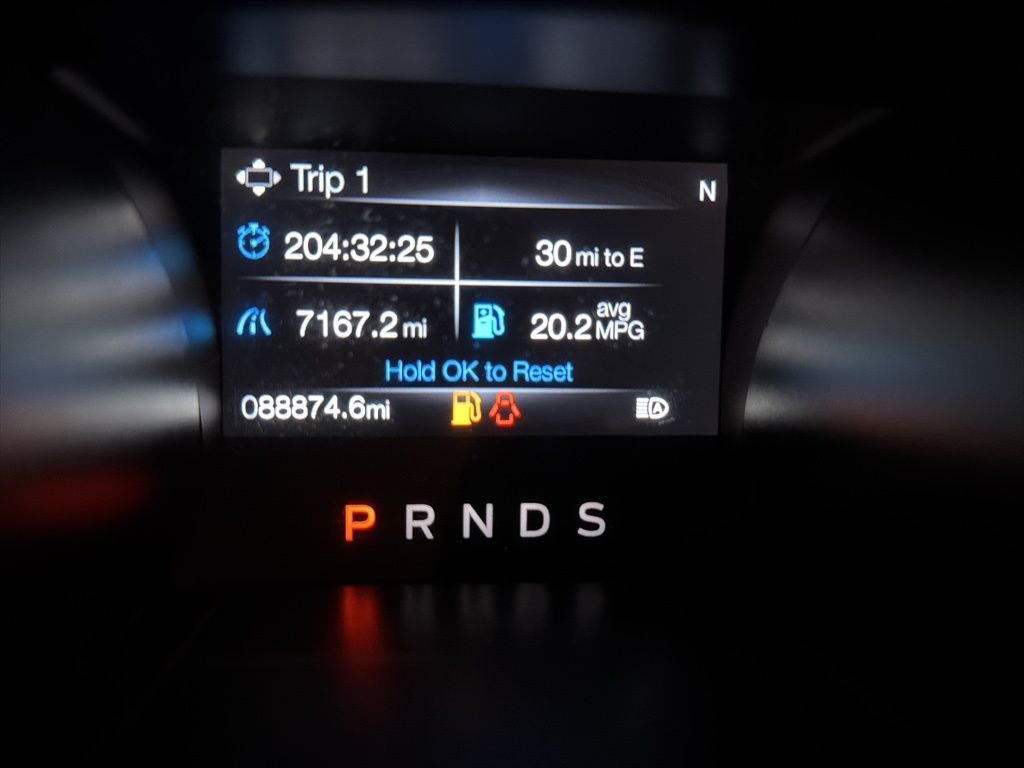 Trip 1
N
204:32:25
30 mi to E
7167.2 mi
20.2 avg MPG
Hold OK to Reset
088874.6mi
P R N D S